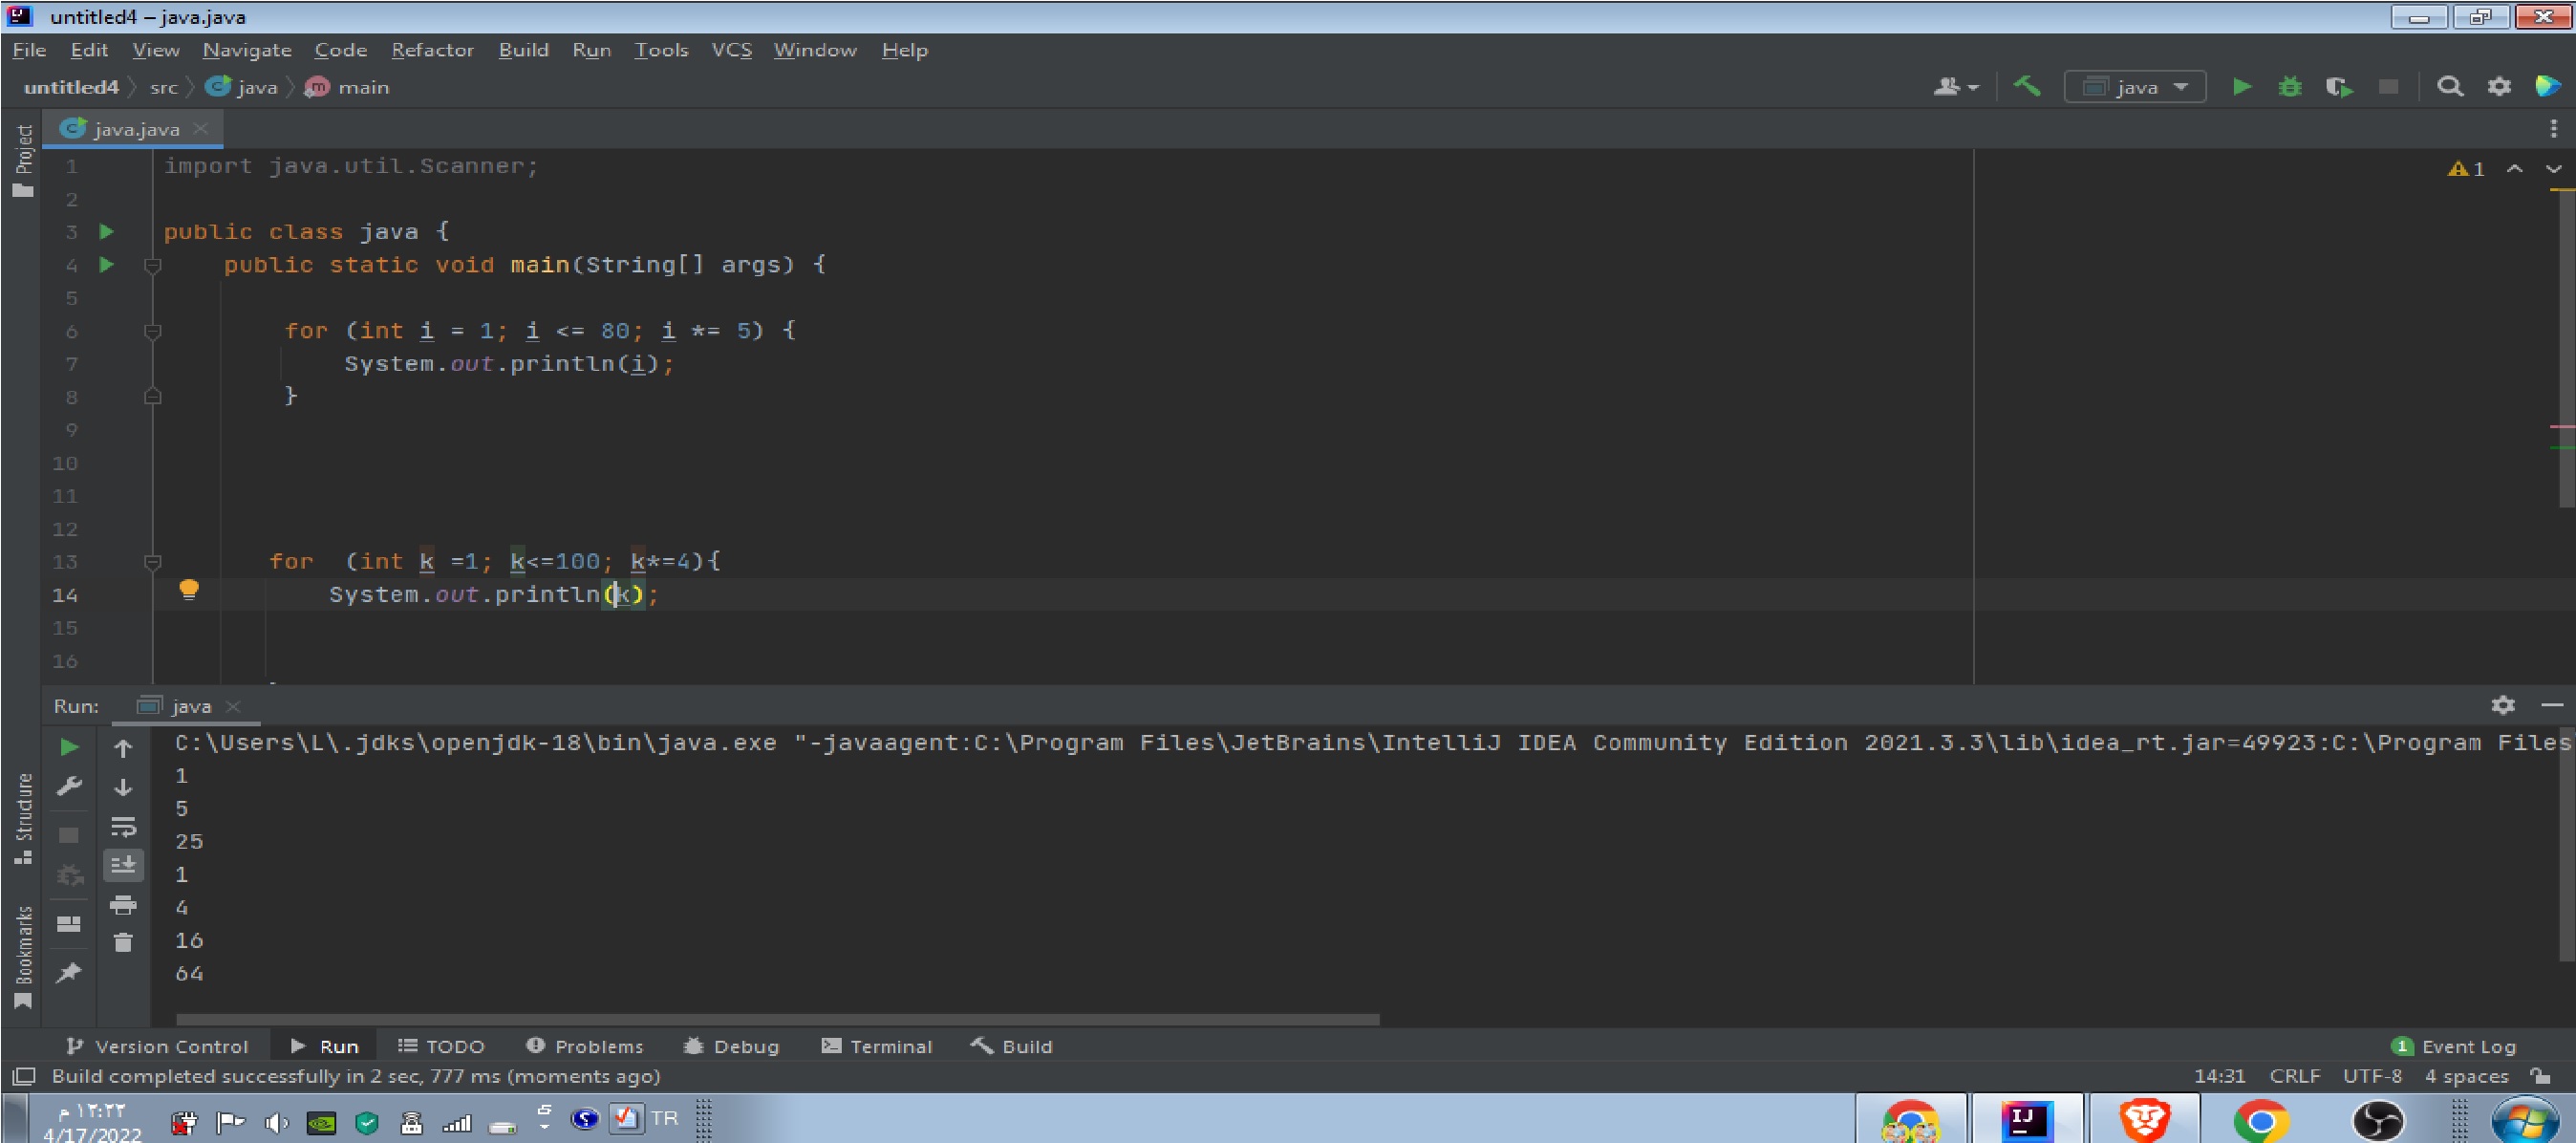 untitled4 – java.java
File Edit View Navigate Code Refactor Build Run Tools VCS Window Help
untitled4 src java main
java
Project
java.java
1 import java.util.Scanner;
1
2
3 public class java {
4 public static void main(String[] args) {
5
6 for (int i = 1; i <= 80; i *= 5) {
7 System.out.println(i);
8 }
9
10
11
12
13 for  (int k =1; k<=100; k*=4){
14 System.out.println(k);
15
16
Run: java
C:\Users\L\.jdks\openjdk-18\bin\java.exe "-javaagent:C:\Program Files\JetBrains\IntelliJ IDEA Community Edition 2021.3.3\lib\idea_rt.jar=49923:C:\Program Files
1
5
25
1
4
16
64
Structure
Bookmarks
Version Control Run TODO Problems Debug Terminal Build
1 Event Log
Build completed successfully in 2 sec, 777 ms (moments ago)
14:31 CRLF UTF-8 4 spaces
١٢:٢٢ م
4/17/2022
TR
IJ